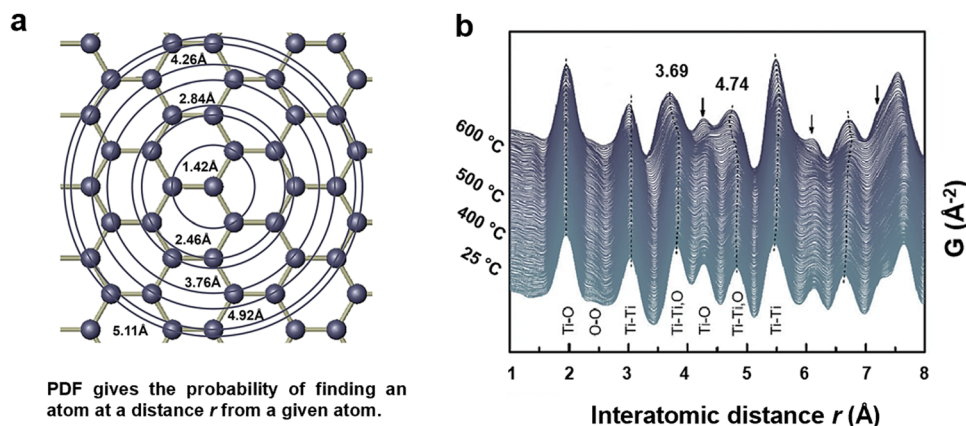 a
4.26Å
2.84Å
1.42Å
2.46Å
3.76Å
4.92Å
5.11Å
PDF gives the probability of finding an
atom at a distance r from a given atom.
b
3.69
4.74
600 °C
500 °C
400 °C
25 °C
Ti-O
O-O
Ti-Ti
Ti-Ti,O
Ti-O
Ti-Ti,O
Ti-Ti
1 2 3 4 5 6 7 8
Interatomic distance r (Å)
G (Å-2)